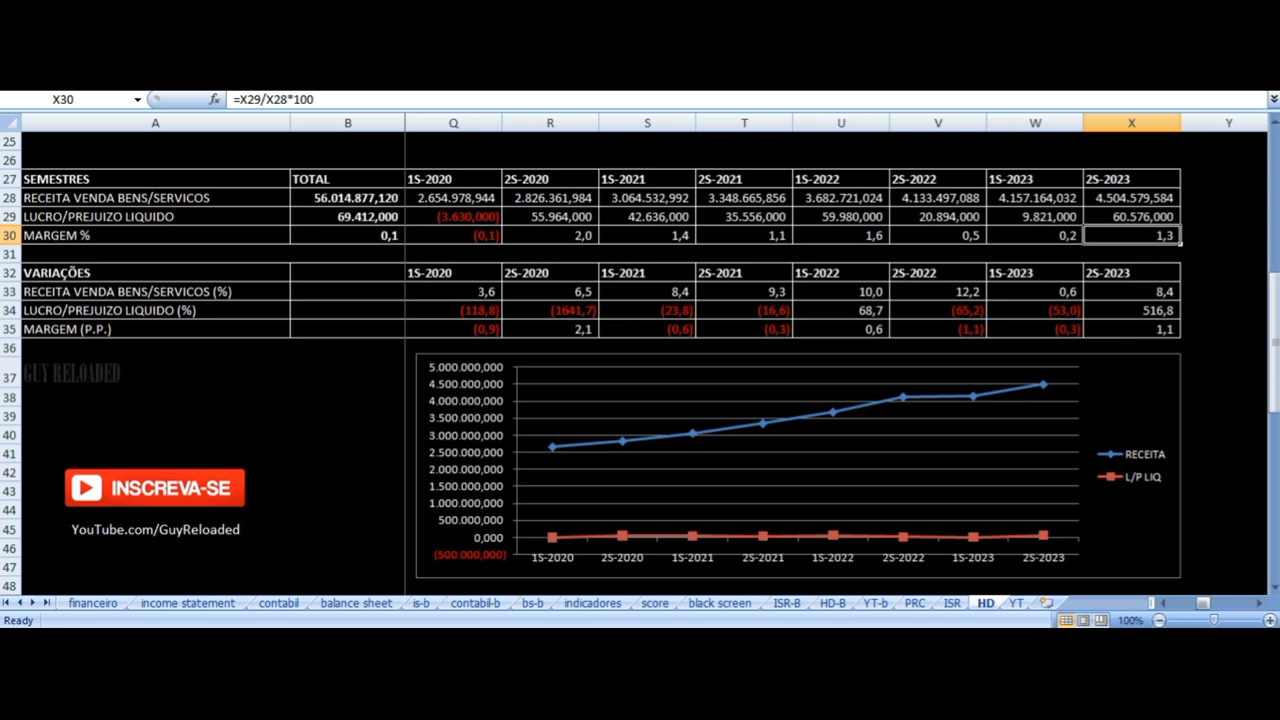 X30 fx =X29/X28*100
A B Q R S T U V W X Y
25
26
27 SEMESTRES TOTAL 1S-2020 2S-2020 1S-2021 2S-2021 1S-2022 2S-2022 1S-2023 2S-2023
28 RECEITA VENDA BENS/SERVICOS 56.014.877,120 2.654.978,944 2.826.361,984 3.064.532,992 3.348.665,856 3.682.721,024 4.133.497,088 4.157.164,032 4.504.579,584
29 LUCRO/PREJUIZO LIQUIDO 69.412,000 (3.630,000) 55.964,000 42.636,000 35.556,000 59.980,000 20.894,000 9.821,000 60.576,000
30 MARGEM % 0,1 (0,1) 2,0 1,4 1,1 1,6 0,5 0,2 1,3
31
32 VARIAÇÕES 1S-2020 2S-2020 1S-2021 2S-2021 1S-2022 2S-2022 1S-2023 2S-2023
33 RECEITA VENDA BENS/SERVICOS (%) 3,6 6,5 8,4 9,3 10,0 12,2 0,6 8,4
34 LUCRO/PREJUIZO LIQUIDO (%) (118,8) (1641,7) (23,8) (16,6) 68,7 (65,2) (53,0) 516,8
35 MARGEM (P.P.) (0,9) 2,1 (0,6) (0,3) 0,6 (1,1) (0,3) 1,1
36
37 GUY RELOADED
38
39
40
41
42
43
44
45
46
47
48
INSCREVA-SE
YouTube.com/GuyReloaded
5.000.000,000
4.500.000,000
4.000.000,000
3.500.000,000
3.000.000,000
2.500.000,000
2.000.000,000
1.500.000,000
1.000.000,000
500.000,000
0,000
(500.000,000)
1S-2020 2S-2020 1S-2021 2S-2021 1S-2022 2S-2022 1S-2023 2S-2023
RECEITA
L/P LIQ
financeiro income statement contabil balance sheet is-b contabil-b bs-b indicadores score black screen ISR-B HD-B YT-b PRC ISR HD YT
Ready 100%